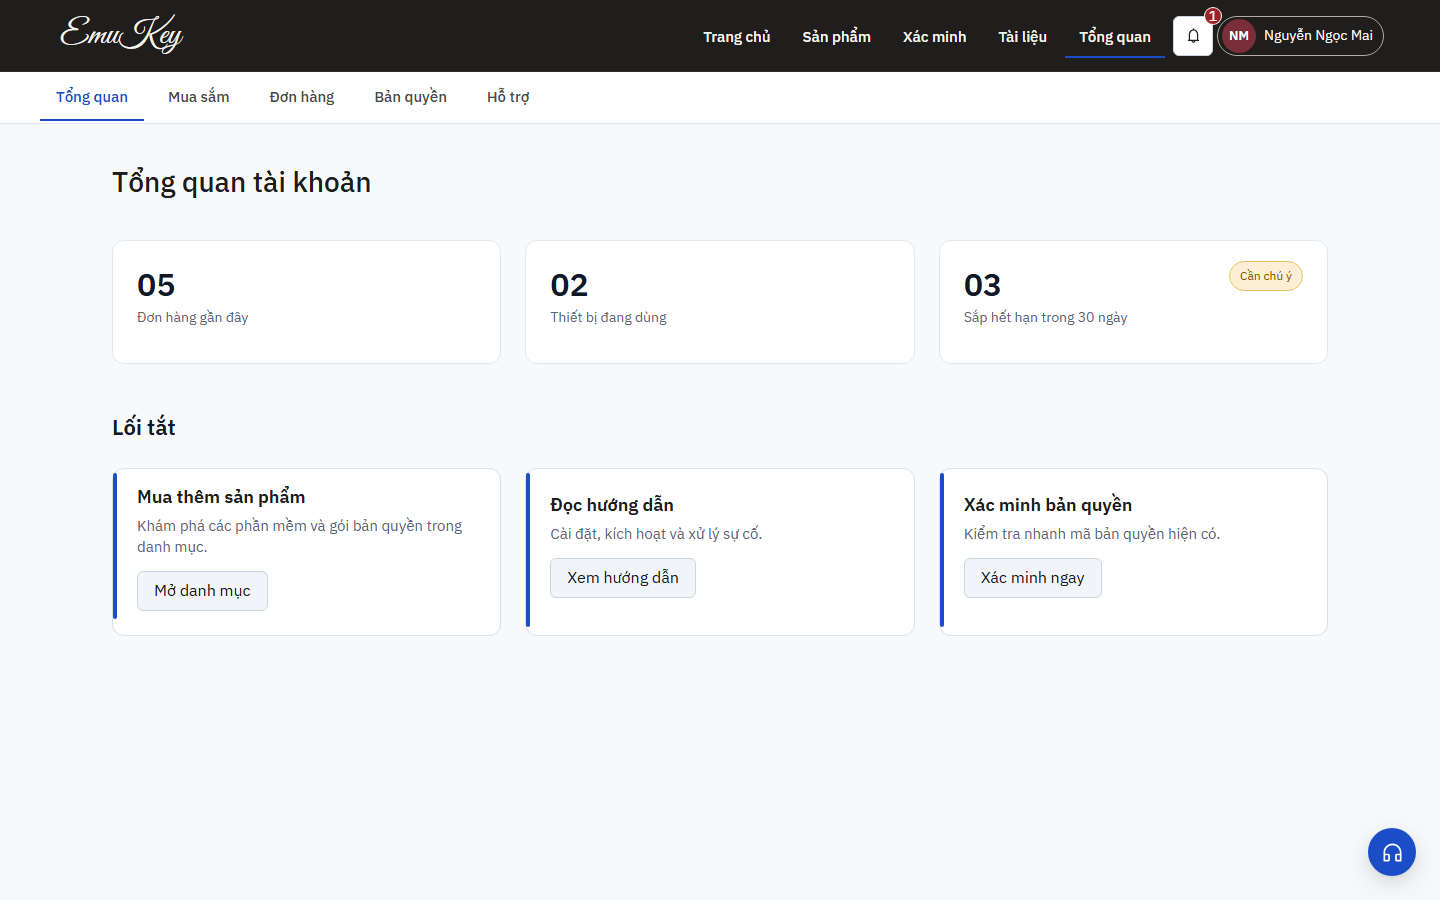 EmuKey
Trang chủ
Sản phẩm
Xác minh
Tài liệu
Tổng quan
1
NM
Nguyễn Ngọc Mai
Tổng quan
Mua sắm
Đơn hàng
Bản quyền
Hỗ trợ
Tổng quan tài khoản
05
Đơn hàng gần đây
02
Thiết bị đang dùng
03
Cần chú ý
Sắp hết hạn trong 30 ngày
Lối tắt
Mua thêm sản phẩm
Khám phá các phần mềm và gói bản quyền trong
danh mục.
Mở danh mục
Đọc hướng dẫn
Cài đặt, kích hoạt và xử lý sự cố.
Xem hướng dẫn
Xác minh bản quyền
Kiểm tra nhanh mã bản quyền hiện có.
Xác minh ngay